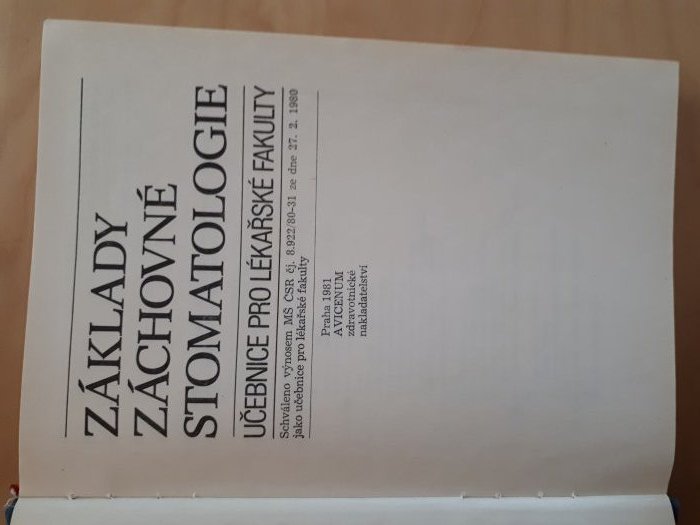 ZÁKLADY
ZÁCHOVNÉ
STOMATOLOGIE
UČEBNICE PRO LÉKAŘSKÉ FAKULTY
Schváleno výnosem MŠ ČSR čj. 8.922/80-31 ze dne 27. 2. 1980
jako učebnice pro lékařské fakulty
Praha 1981
AVICENUM
zdravotnické
nakladatelství